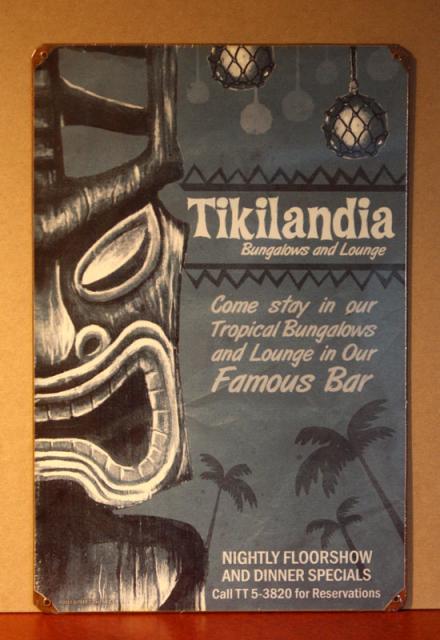 Tikilandia
Bungalows and Lounge
Come stay in our
Tropical Bungalows
and Lounge in Our
Famous Bar
NIGHTLY FLOORSHOW
AND DINNER SPECIALS
Call TT 5-3820 for Reservations